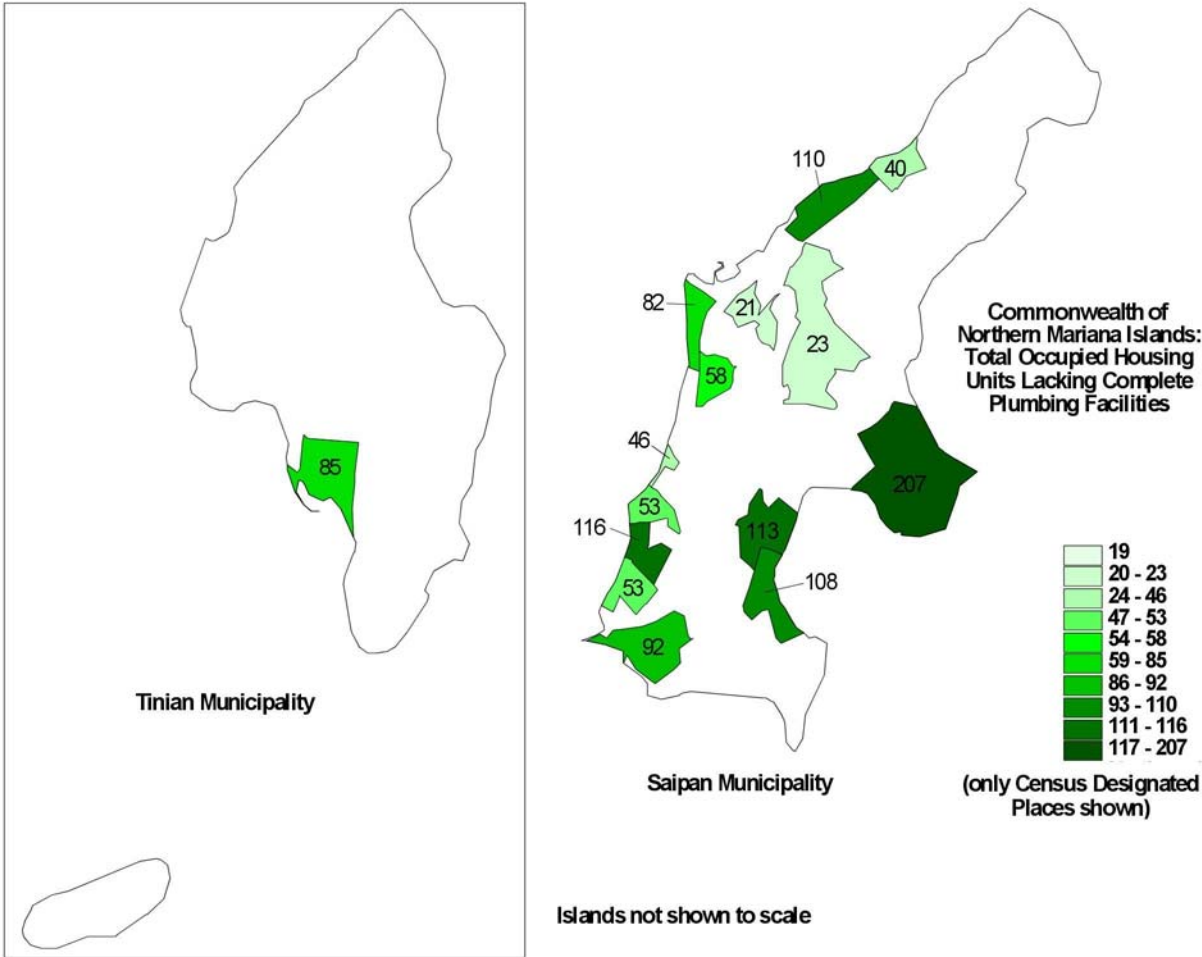 110
40
82
21
23
58
Commonwealth of
Northern Mariana Islands:
Total Occupied Housing
Units Lacking Complete
Plumbing Facilities
46
85
207
53
113
116
108
53
92
19
20 - 23
24 - 46
47 - 53
54 - 58
59 - 85
86 - 92
93 - 110
111 - 116
117 - 207
Tinian Municipality
Saipan Municipality
(only Census Designated
Places shown)
Islands not shown to scale